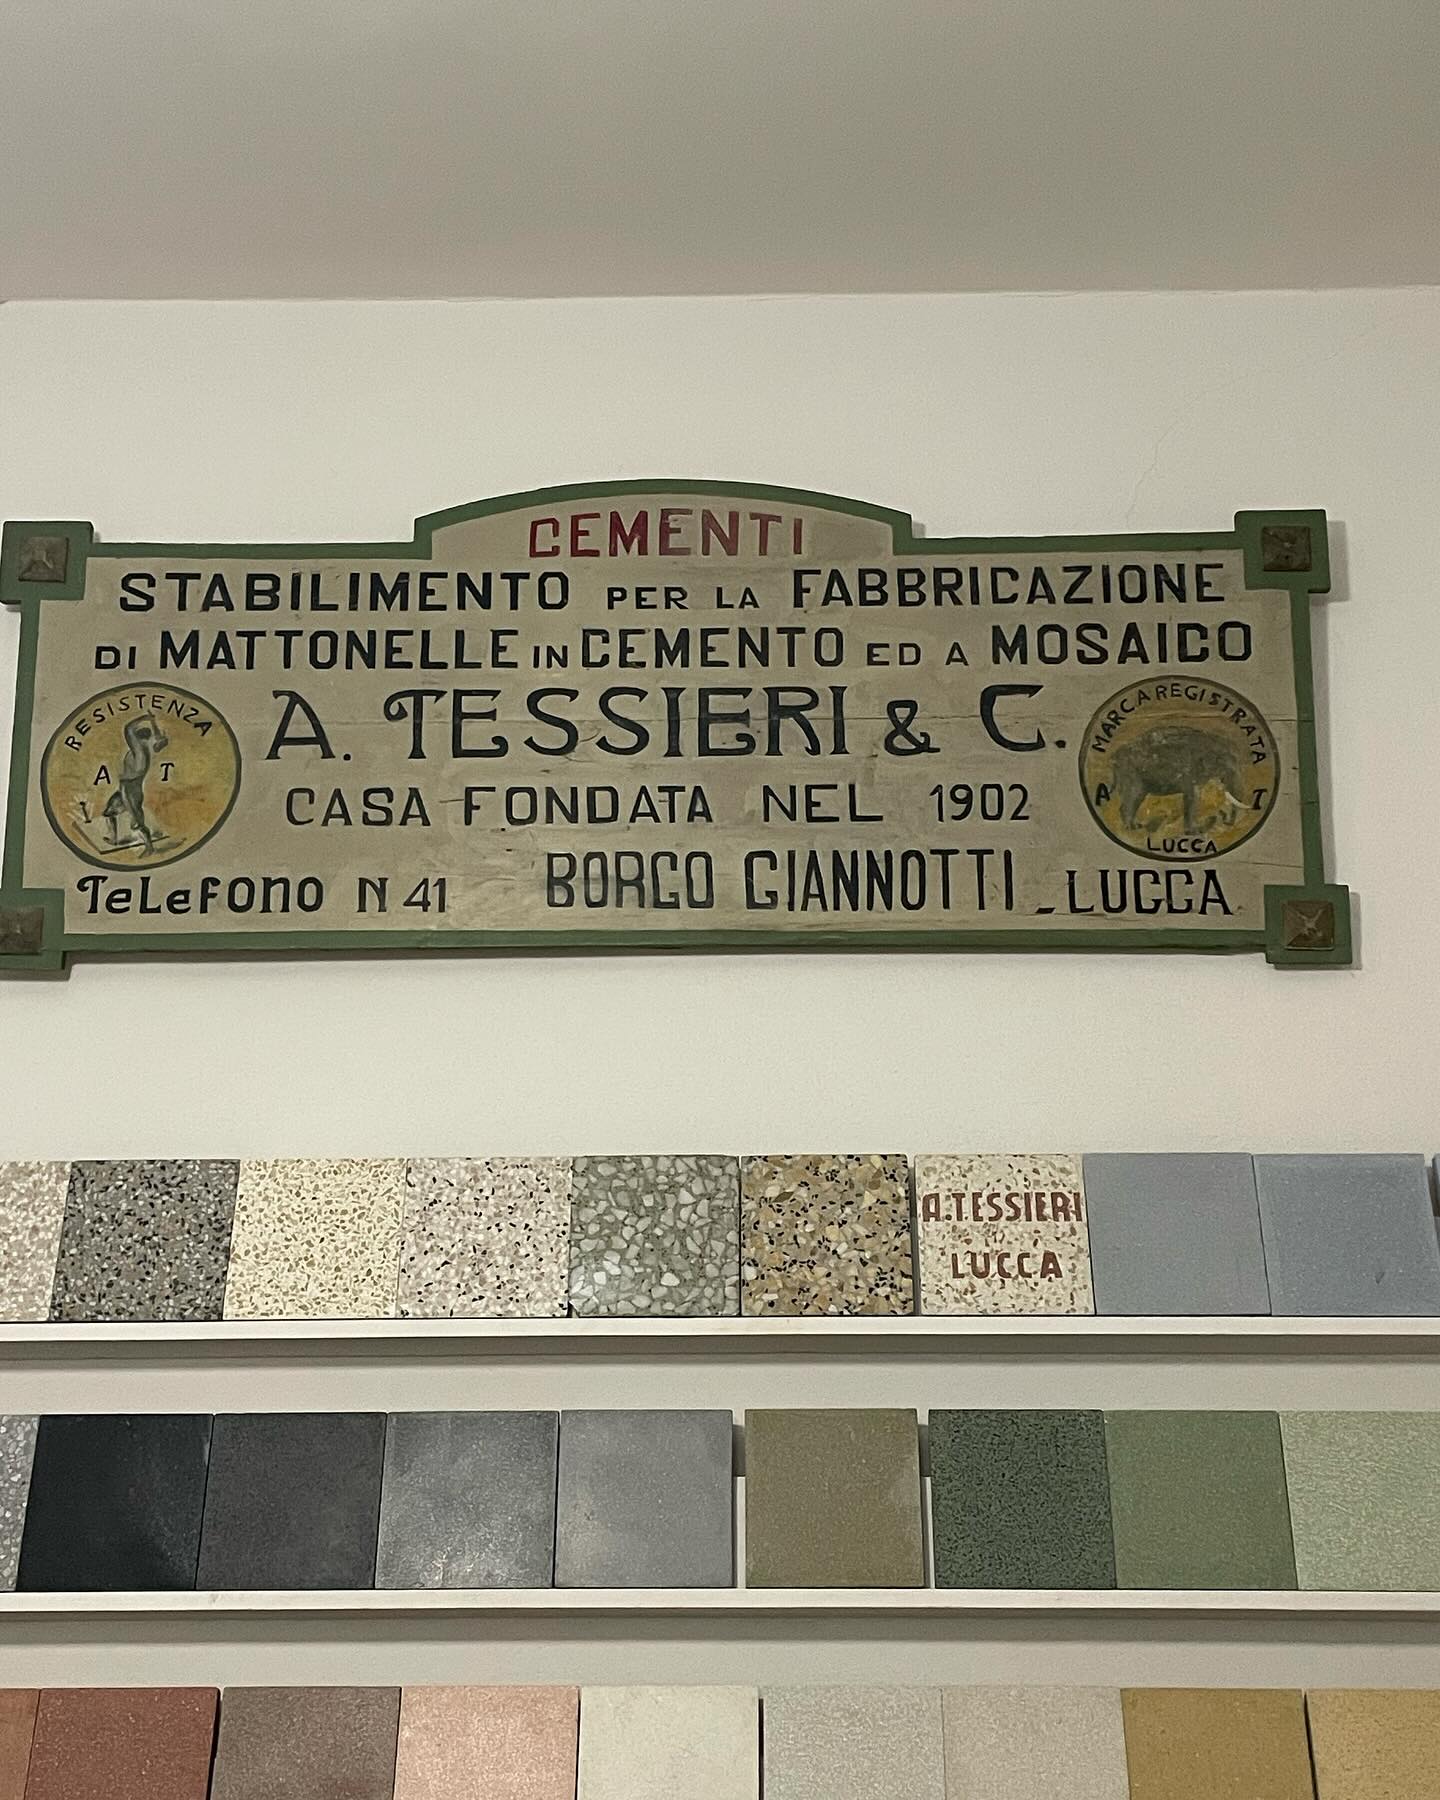 CEMENTI
STABILIMENTO PER LA FABBRICAZIONE
DI MATTONELLE IN CEMENTO ED A MOSAICO
A. TESSIERI & C.
CASA FONDATA NEL 1902
TeLeFONO N 41 BORGO GIANNOTTI - LUCCA
RESISTENZA
A T
MARCA REGISTRATA
A T
LUCCA
A.TESSIERI
LUCCA